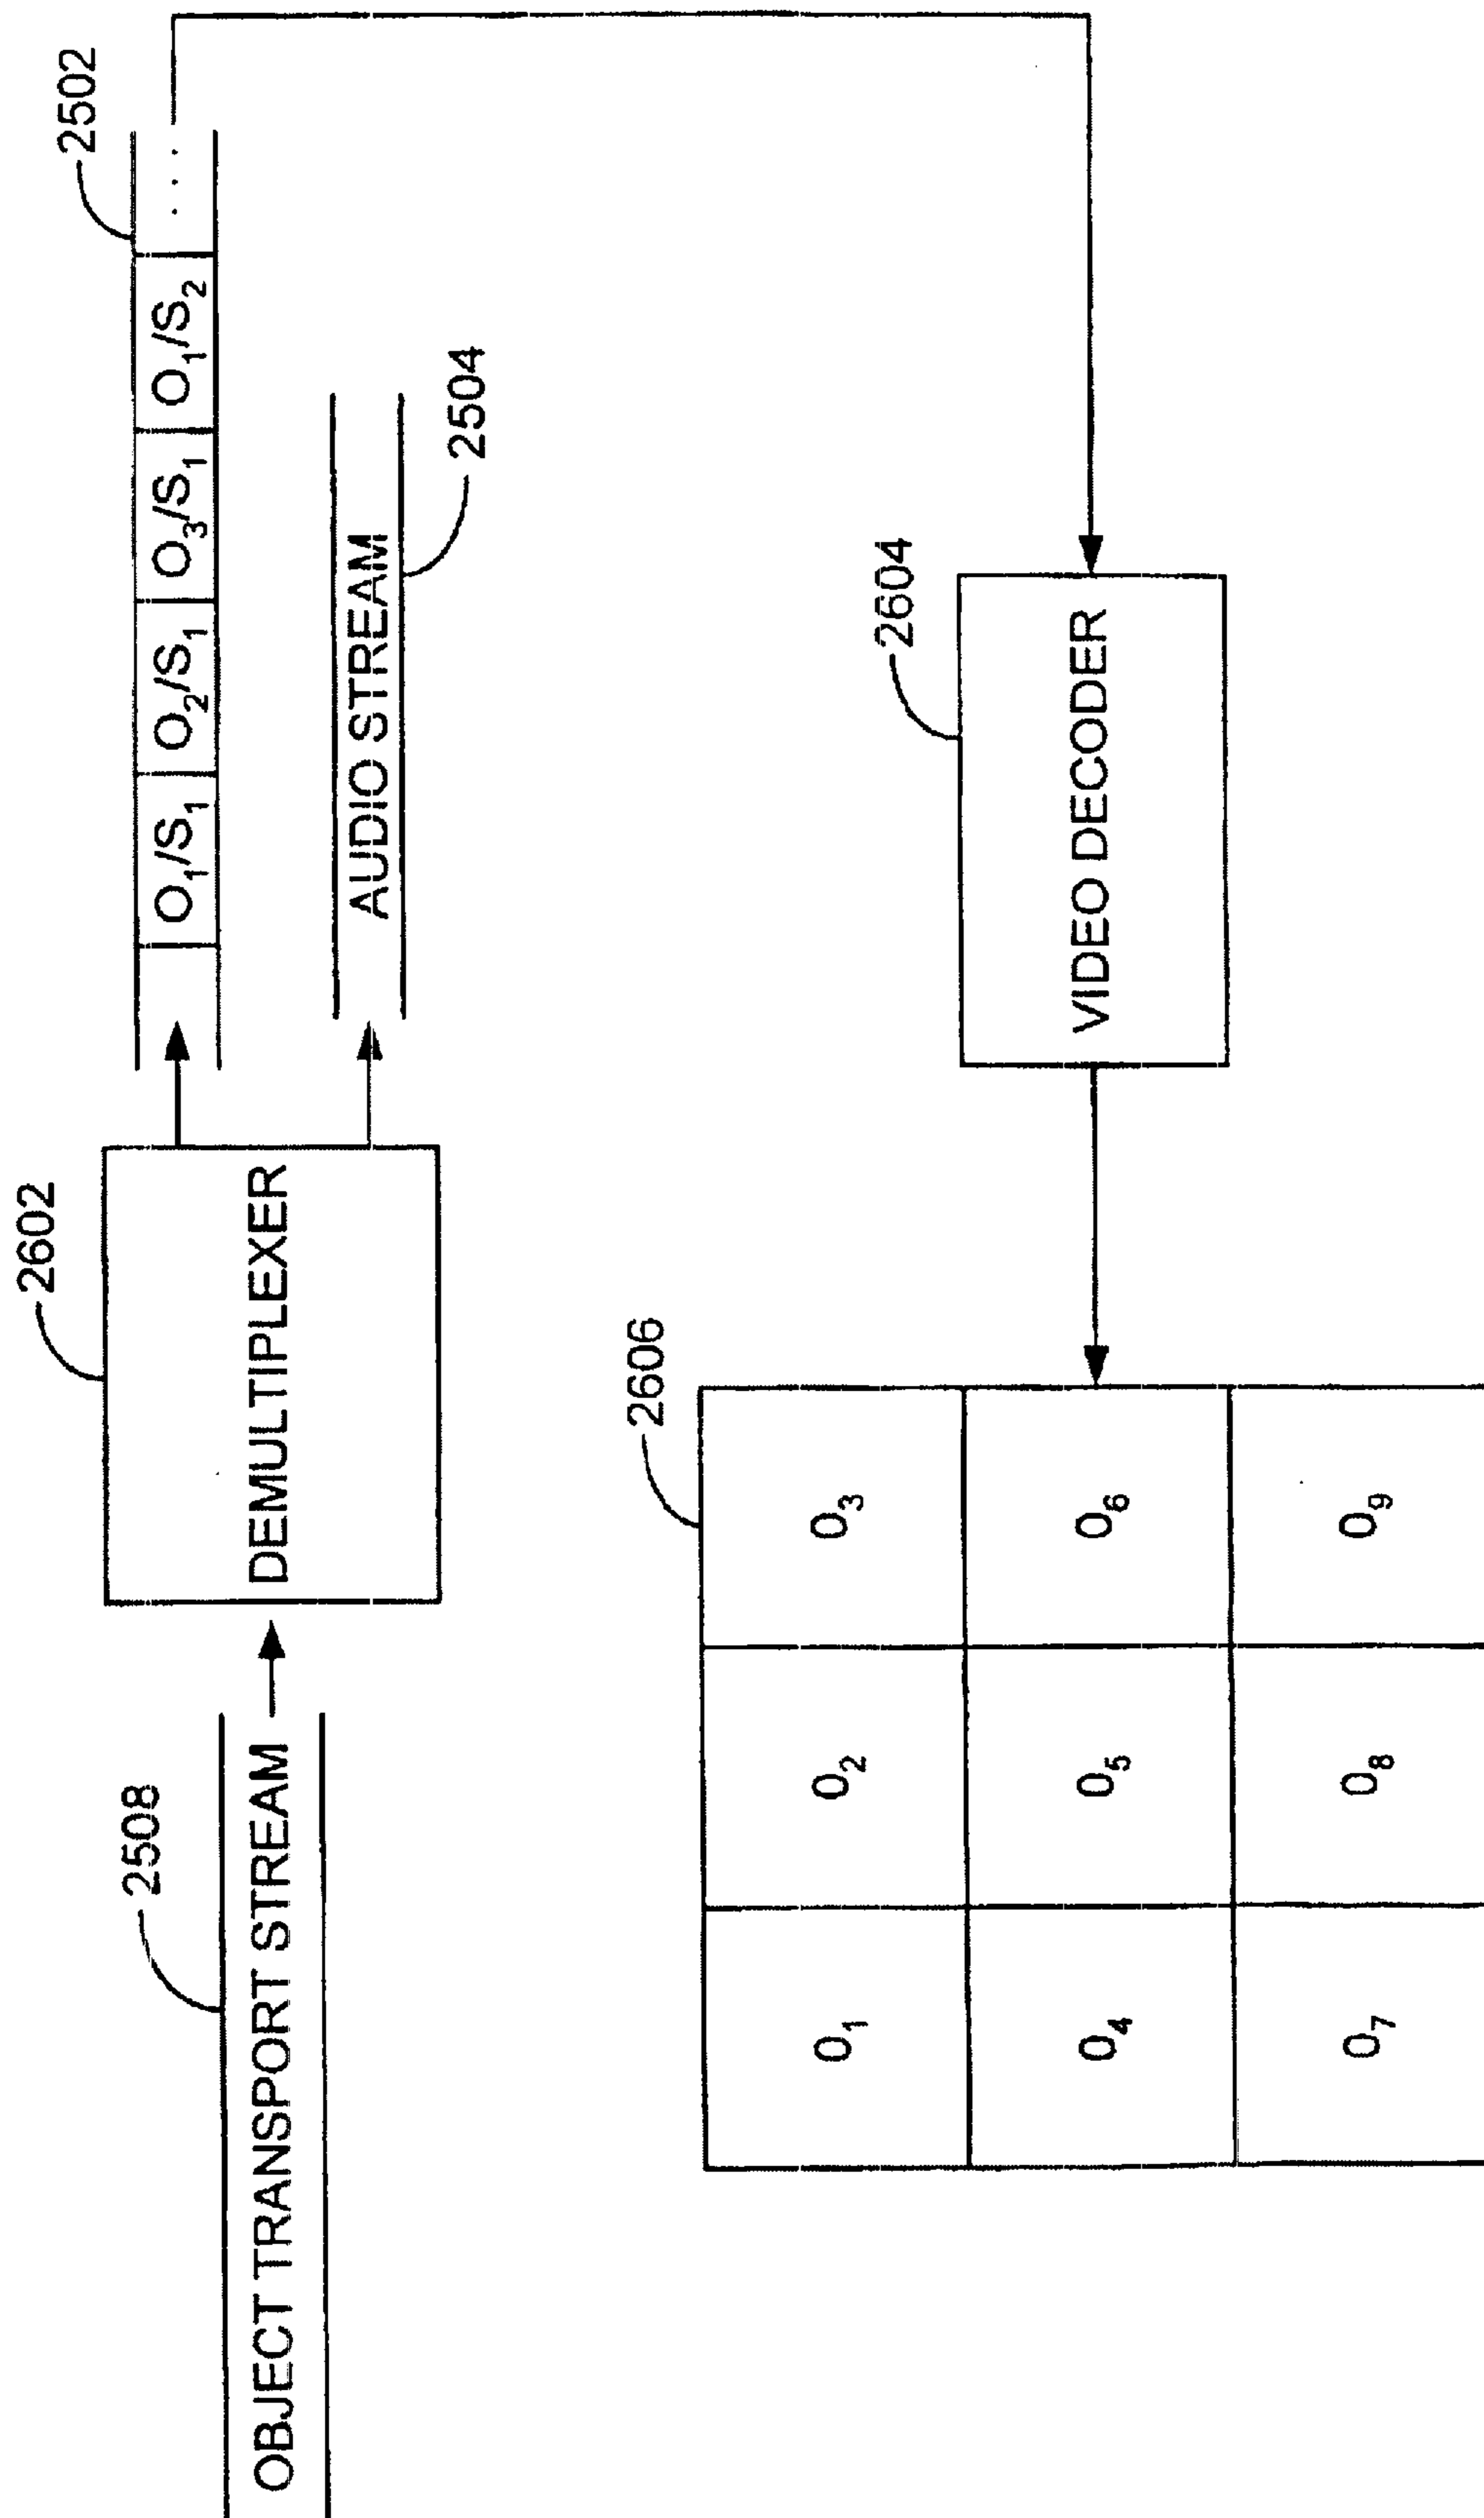 2508
OBJECT TRANSPORT STREAM
2602
DEMULTIPLEXER
2502
O₁/S₁ O₂/S₁ O₃/S₁ O₁/S₂ ...
AUDIO STREAM
2504
2606
O₁ O₂ O₃
O₄ O₅ O₆
O₇ O₈ O₉
2604
VIDEO DECODER